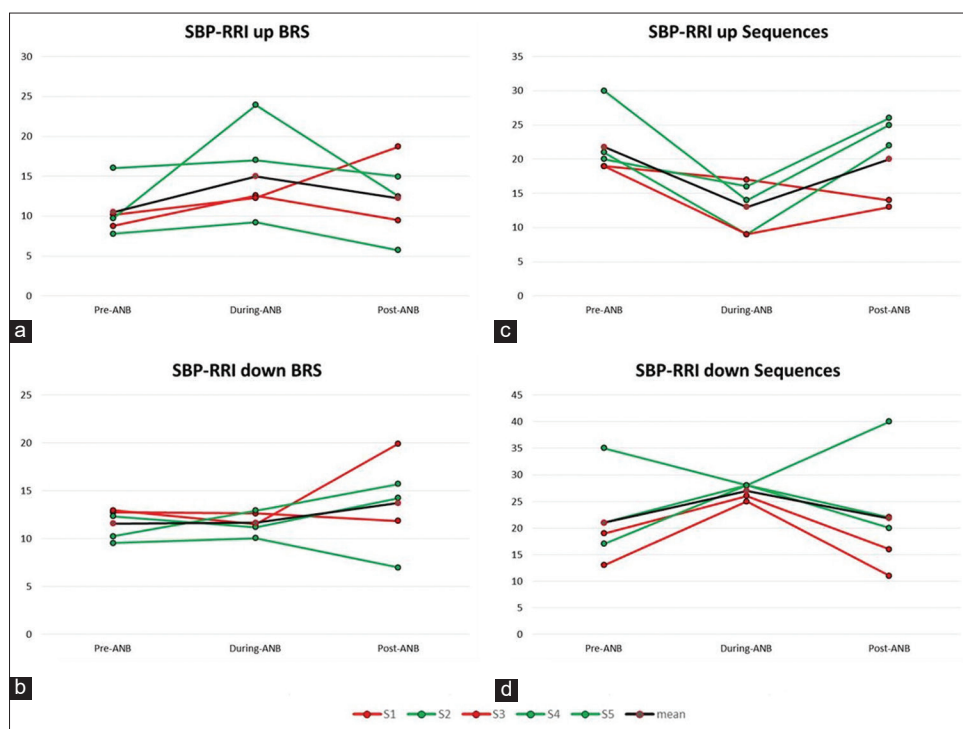 SBP-RRI up BRS
30
25
20
15
10
5
0
Pre-ANB During-ANB Post-ANB
a
SBP-RRI up Sequences
35
30
25
20
15
10
5
0
Pre-ANB During-ANB Post-ANB
c
SBP-RRI down BRS
25
20
15
10
5
0
Pre-ANB During-ANB Post-ANB
b
SBP-RRI down Sequences
45
40
35
30
25
20
15
10
5
0
Pre-ANB During-ANB Post-ANB
d
S1 S2 S3 S4 S5 mean